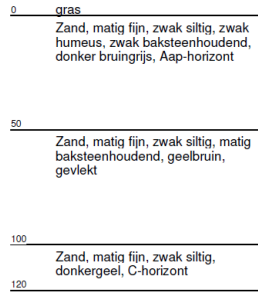 0
gras
Zand, matig fijn, zwak siltig, zwak
humeus, zwak baksteenhoudend,
donker bruingrijs, Aap-horizont
50
Zand, matig fijn, zwak siltig, matig
baksteenhoudend, geelbruin,
gevlekt
100
Zand, matig fijn, zwak siltig,
donkergeel, C-horizont
120